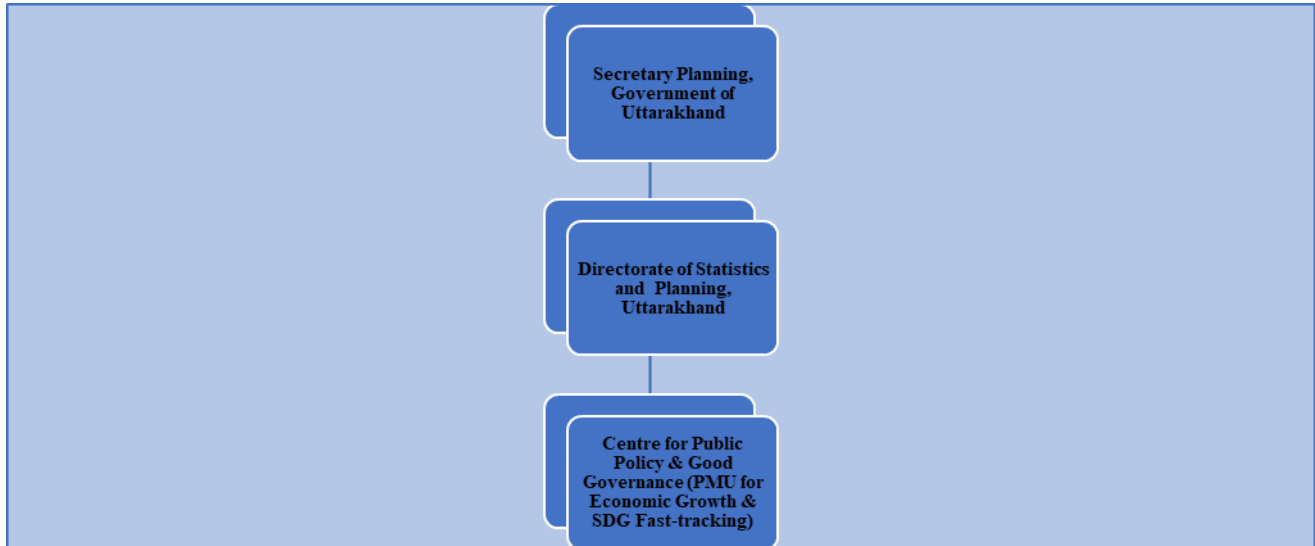 Secretary Planning,
Government of
Uttarakhand
Directorate of Statistics
and Planning,
Uttarakhand
Centre for Public
Policy & Good
Governance (PMU for
Economic Growth &
SDG Fast-tracking)